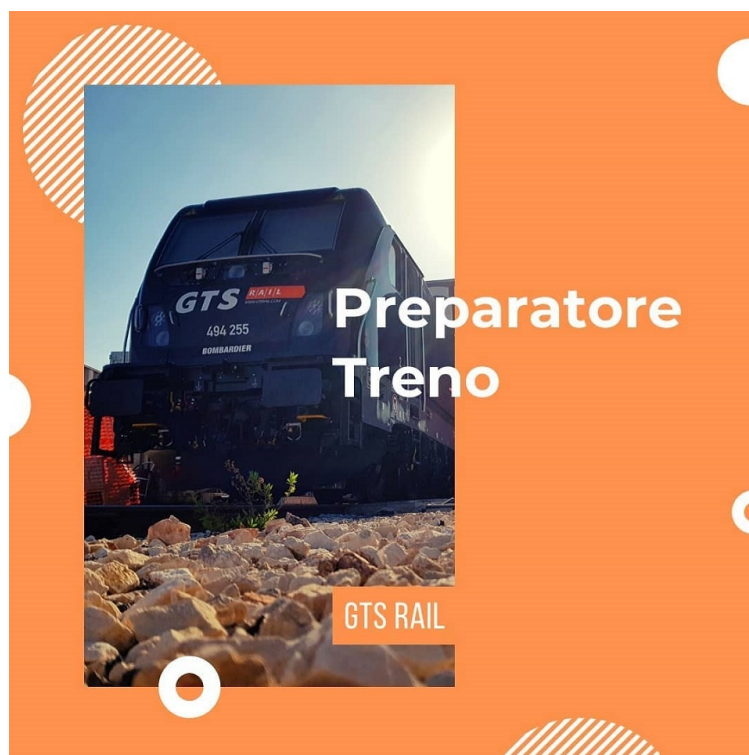 GTS RAIL
494 255
BOMBARDIER
Preparatore
Treno
GTS RAIL